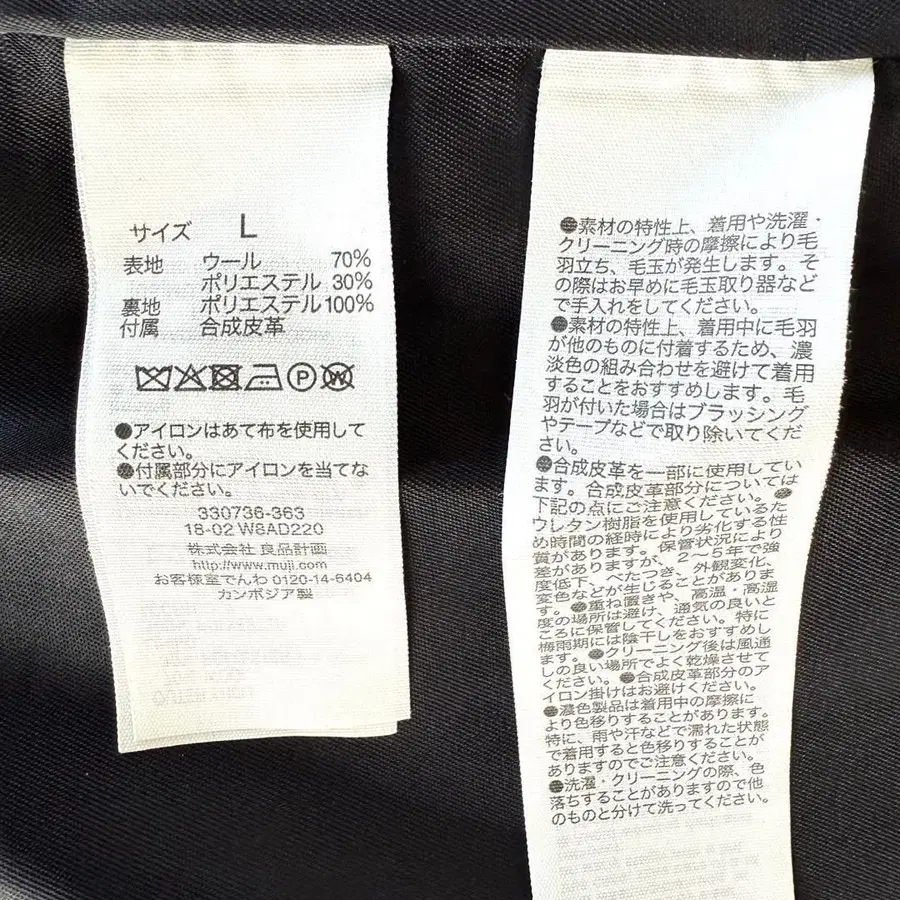 サイズ L
表地 ウール 70%
ポリエステル 30%
裏地 ポリエステル 100%
付属 合成皮革
●アイロンはあて布を使用して
ください。
●付属部分にアイロンを当てな
いでください。
330736-363
18-02 W8AD220
株式会社 良品計画
http://www.muji.com/
お客様室でんわ 0120-14-6404
カンボジア製
●素材の特性上、着用や洗濯・
クリーニング時の摩擦により毛
羽立ち、毛玉が発生します。そ
の際はお早めに毛玉取り器など
で手入れをしてください。
●素材の特性上、着用中に毛羽
が他のものに付着するため、濃
淡色の組み合わせを避けて着用
することをおすすめします。毛
羽が付いた場合はブラッシング
やテープなどで取り除いてくだ
さい。
●合成皮革を一部に使用してい
ます。合成皮革部分については
下記の点にご注意ください。●
ウレタン樹脂を使用しているた
め時間の経時により劣化する性
質があります。保管状況により
差がありますが、2～5年で強
度低下、べたつき、外観変化、
変色などが生じることがありま
す。●重ね置きや、高温・高湿
度の場所は避け、通気の良いと
ころに保管してください。特に
梅雨期には陰干しをおすすめし
ます。●クリーニング後は風通
しの良い場所でよく乾燥させて
ください。●合成皮革部分のア
イロン掛けはお避けください。
●濃色製品は着用中の摩擦に
より色移りすることがあります。
特に、雨や汗などで濡れた状態
で着用すると色移りすることが
ありますのでご注意ください。
●洗濯・クリーニングの際、色
落ちすることがありますので他
のものと分けて洗ってください。